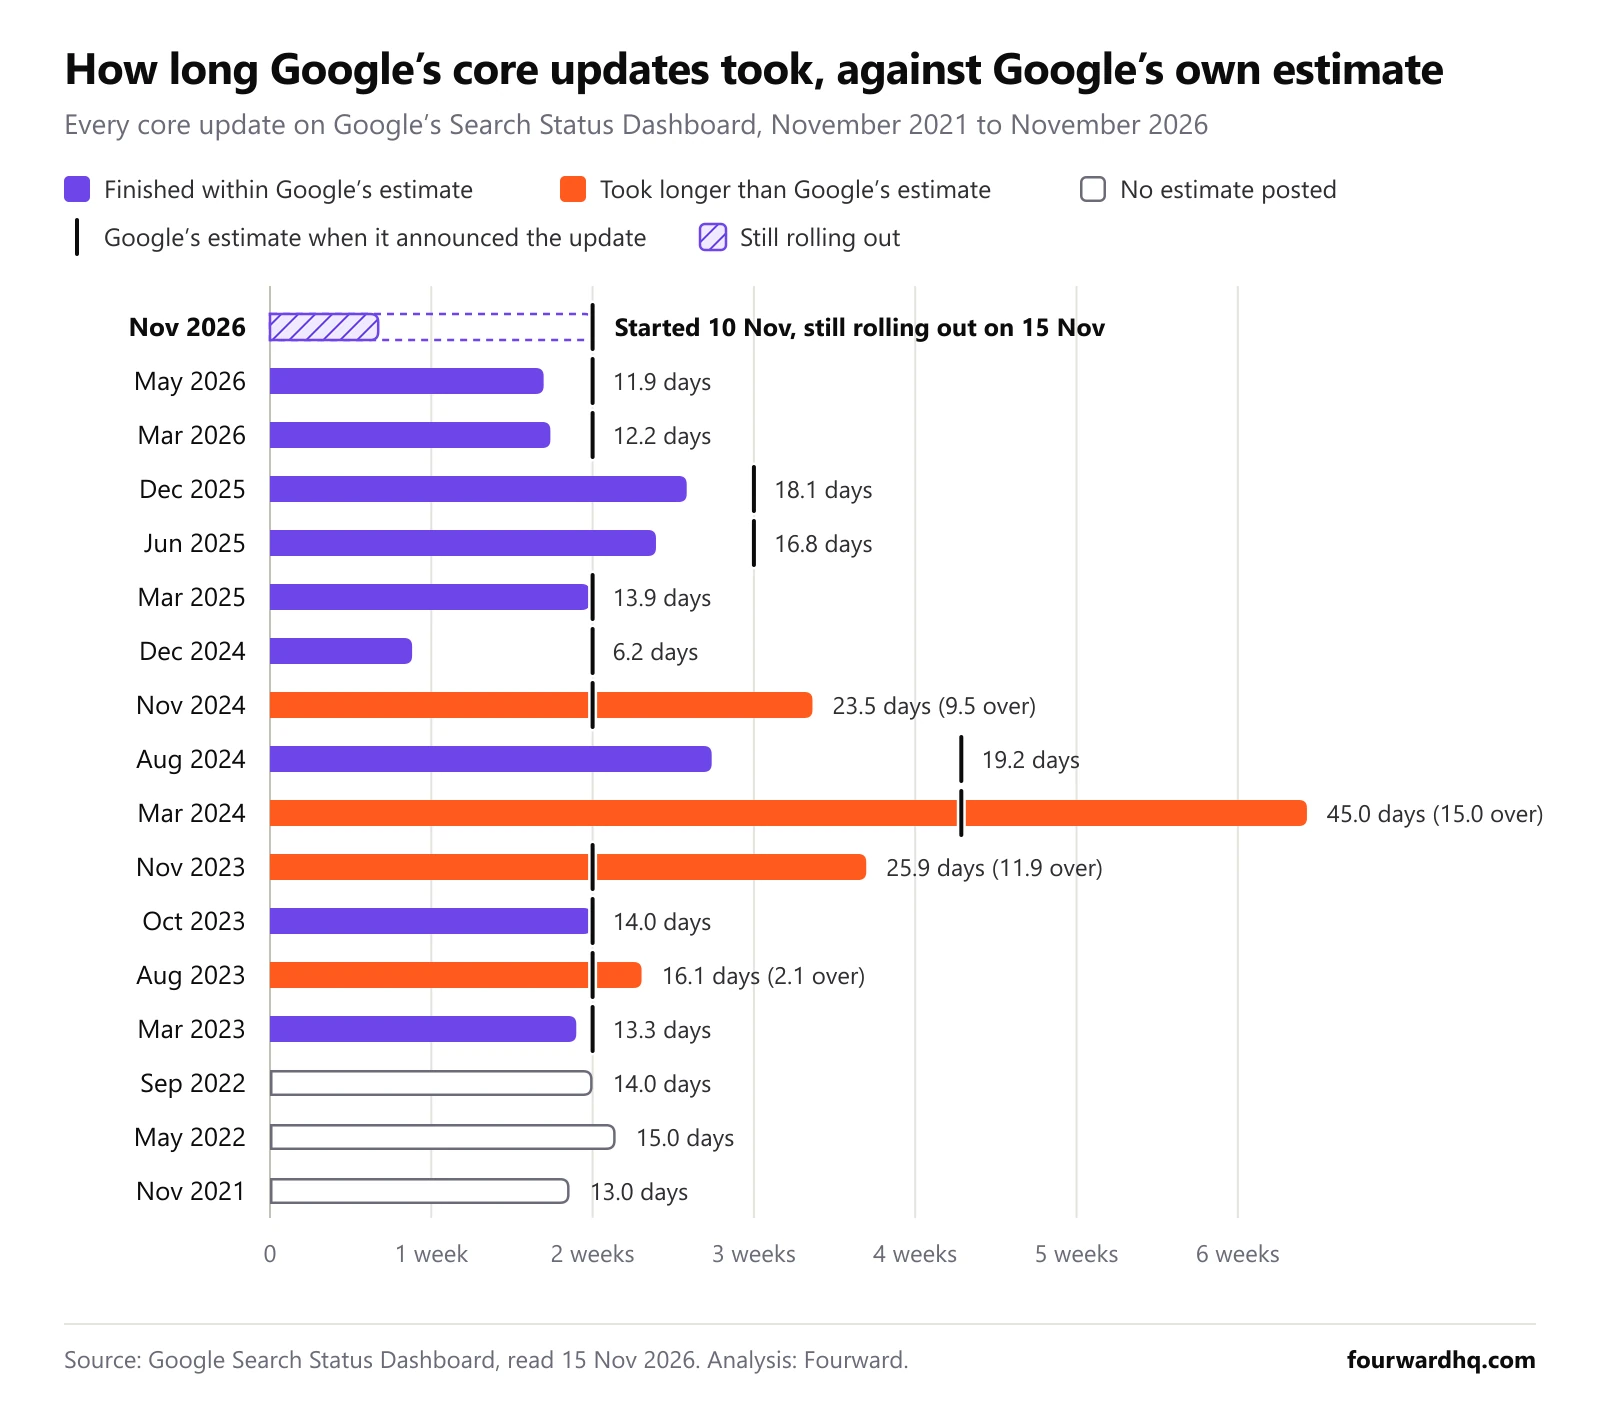 How long Google’s core updates took, against Google’s own estimate
Every core update on Google’s Search Status Dashboard, November 2021 to November 2026
Finished within Google’s estimate
Took longer than Google’s estimate
No estimate posted
Google’s estimate when it announced the update
Still rolling out
Nov 2026 Started 10 Nov, still rolling out on 15 Nov
May 2026 11.9 days
Mar 2026 12.2 days
Dec 2025 18.1 days
Jun 2025 16.8 days
Mar 2025 13.9 days
Dec 2024 6.2 days
Nov 2024 23.5 days (9.5 over)
Aug 2024 19.2 days
Mar 2024 45.0 days (15.0 over)
Nov 2023 25.9 days (11.9 over)
Oct 2023 14.0 days
Aug 2023 16.1 days (2.1 over)
Mar 2023 13.3 days
Sep 2022 14.0 days
May 2022 15.0 days
Nov 2021 13.0 days
0 1 week 2 weeks 3 weeks 4 weeks 5 weeks 6 weeks
Source: Google Search Status Dashboard, read 15 Nov 2026. Analysis: Fourward.
fourwardhq.com